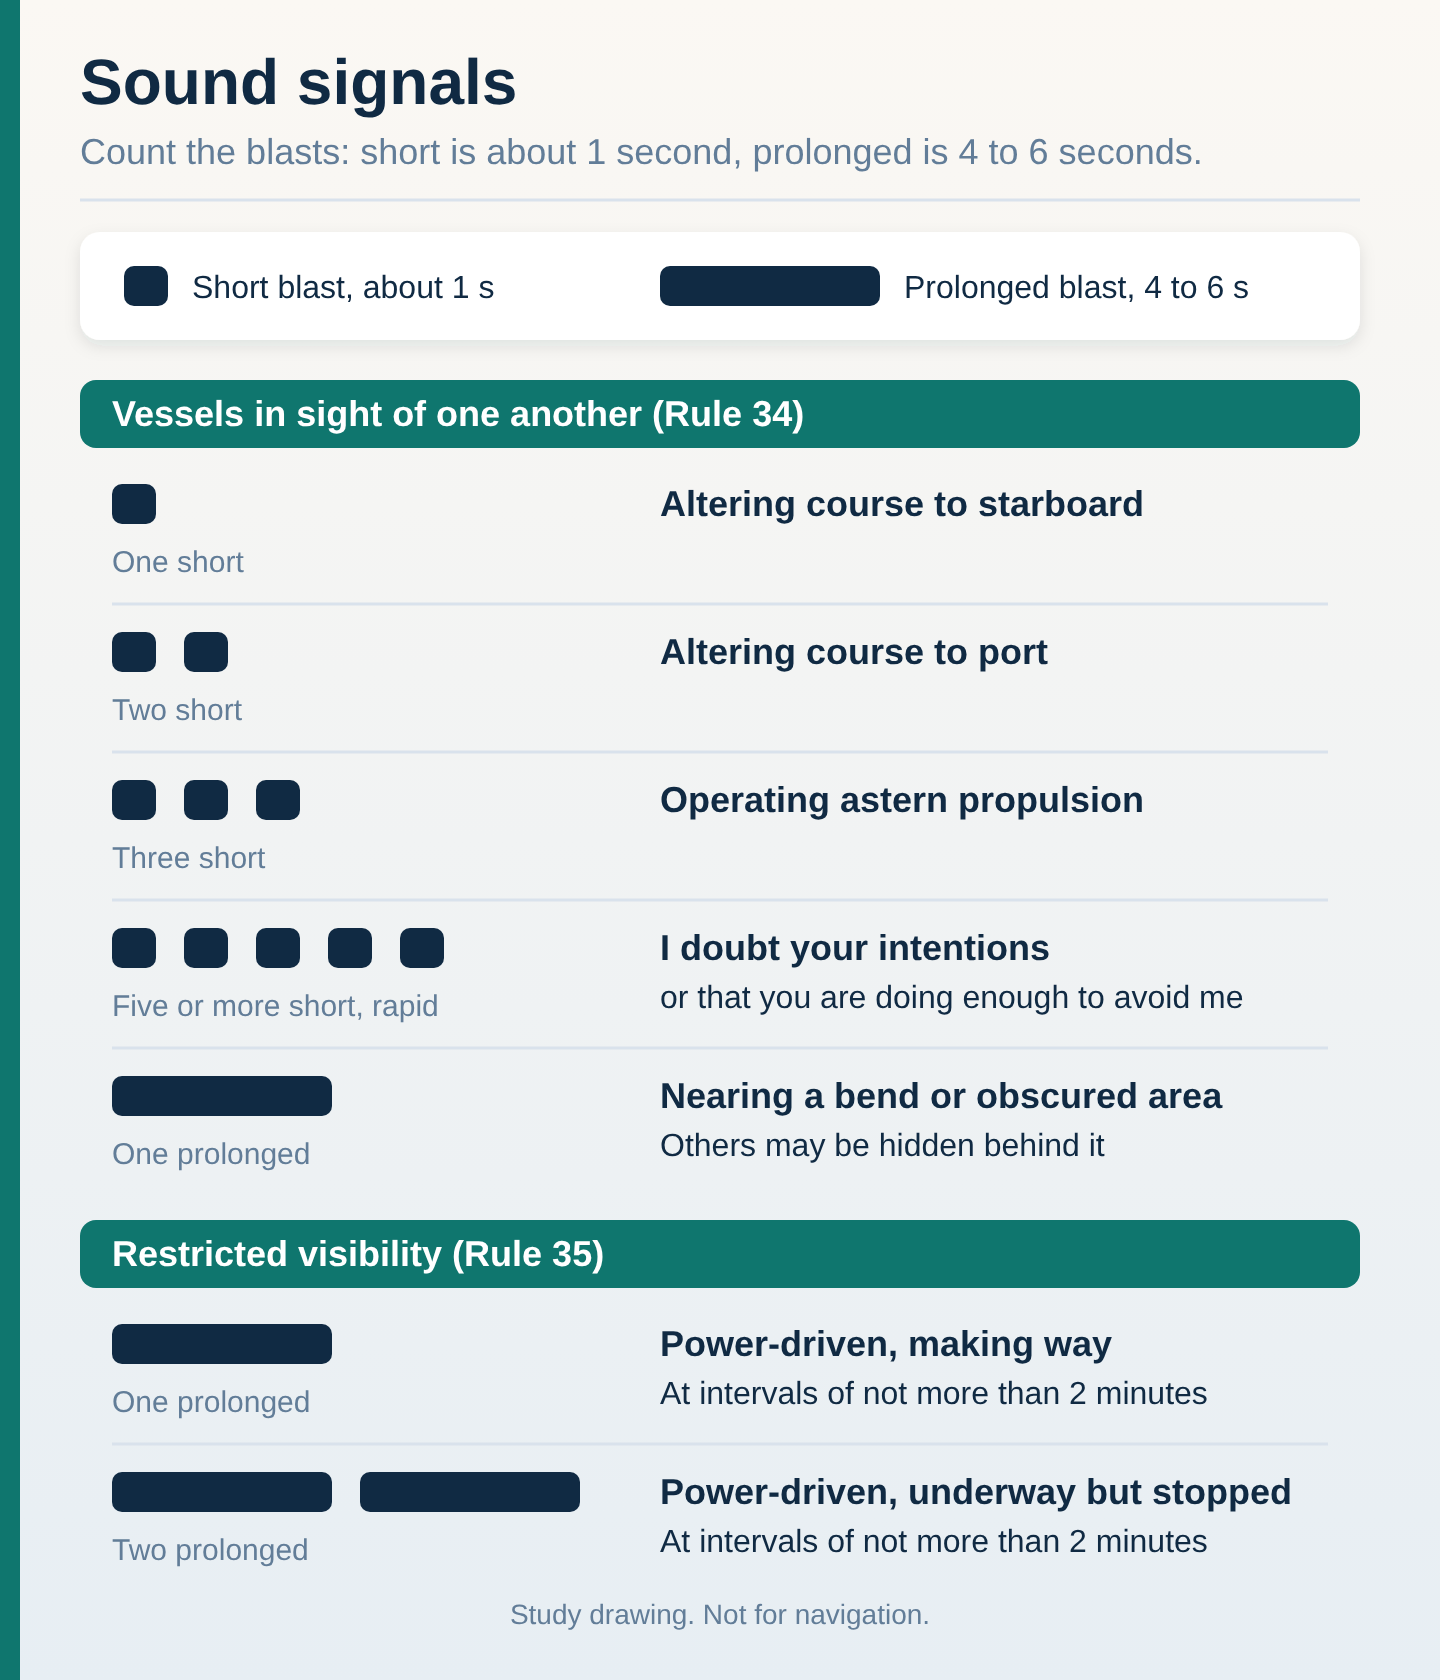 Sound signals
Count the blasts: short is about 1 second, prolonged is 4 to 6 seconds.
Short blast, about 1 s
Prolonged blast, 4 to 6 s
Vessels in sight of one another (Rule 34)
Altering course to starboard
One short
Altering course to port
Two short
Operating astern propulsion
Three short
I doubt your intentions
or that you are doing enough to avoid me
Five or more short, rapid
Nearing a bend or obscured area
Others may be hidden behind it
One prolonged
Restricted visibility (Rule 35)
Power-driven, making way
At intervals of not more than 2 minutes
One prolonged
Power-driven, underway but stopped
At intervals of not more than 2 minutes
Two prolonged
Study drawing. Not for navigation.